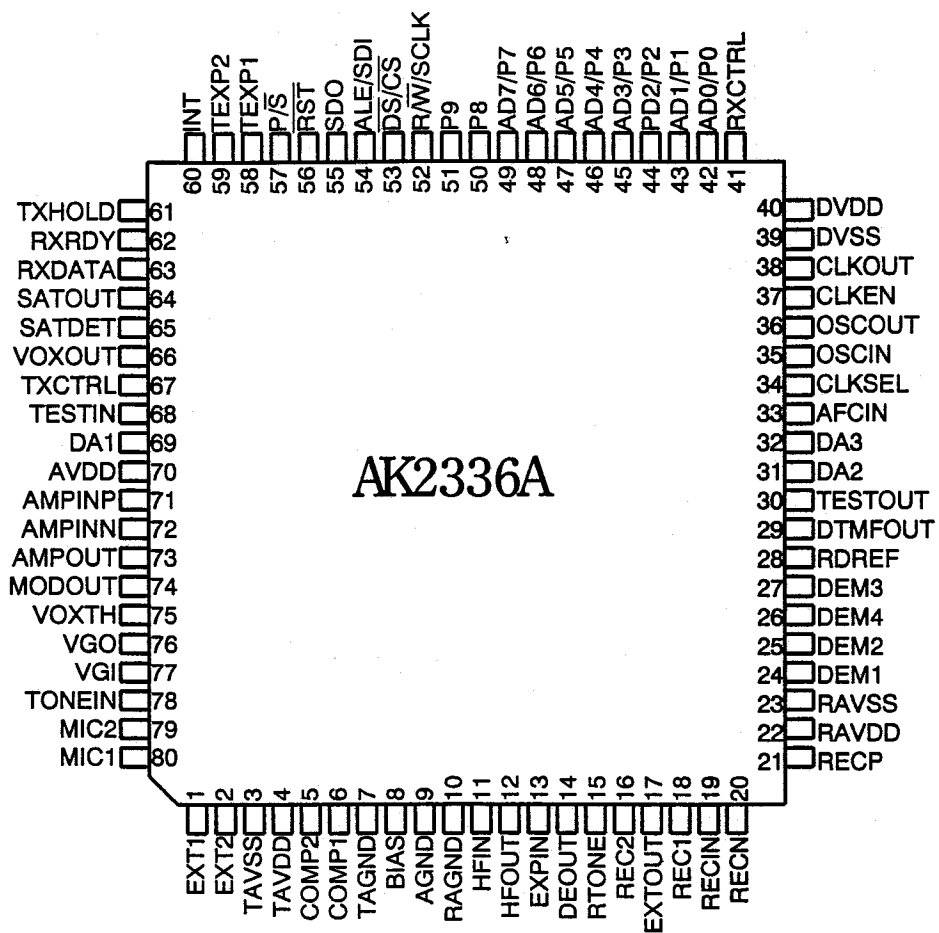 INT TEXP2 TEXP1 P/S RST SDO ALE/SDI DS/CS R/W/SCLK P9 P8 AD7/P7 AD6/P6 AD5/P5 AD4/P4 AD3/P3 PD2/P2 AD1/P1 AD0/P0 RXCTRL
60 59 58 57 56 55 54 53 52 51 50 49 48 47 46 45 44 43 42 41
TXHOLD 61
RXRDY 62
RXDATA 63
SATOUT 64
SATDET 65
VOXOUT 66
TXCTRL 67
TESTIN 68
DA1 69
AVDD 70
AMPINP 71
AMPINN 72
AMPOUT 73
MODOUT 74
VOXTH 75
VGO 76
VGI 77
TONEIN 78
MIC2 79
MIC1 80
AK2336A
40 DVDD
39 DVSS
38 CLKOUT
37 CLKEN
36 OSCOUT
35 OSCIN
34 CLKSEL
33 AFCIN
32 DA3
31 DA2
30 TESTOUT
29 DTMFOUT
28 RDREF
27 DEM3
26 DEM4
25 DEM2
24 DEM1
23 RAVSS
22 RAVDD
21 RECP
1 2 3 4 5 6 7 8 9 10 11 12 13 14 15 16 17 18 19 20
EXT1 EXT2 TAVSS TAVDD COMP2 COMP1 TAGND BIAS AGND RAGND HFIN HFOUT EXPIN DEOUT RTONE REC2 EXTOUT REC1 RECIN RECN